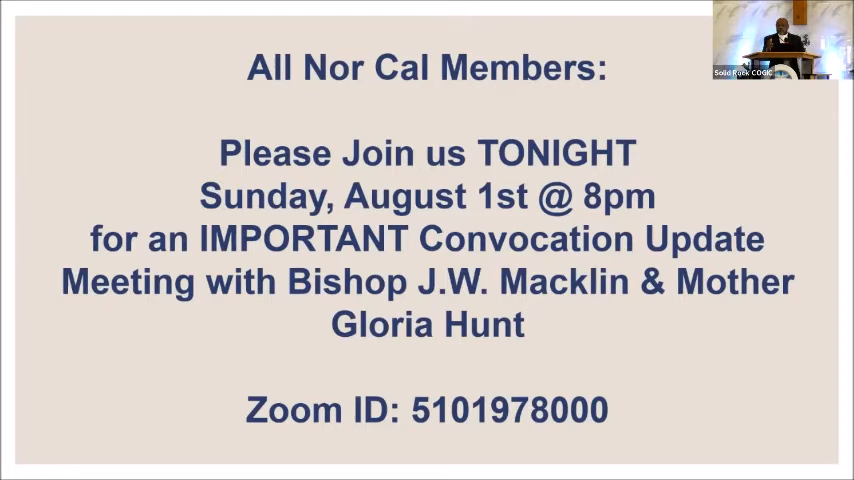 All Nor Cal Members:
Please Join us TONIGHT
Sunday, August 1st @ 8pm
for an IMPORTANT Convocation Update
Meeting with Bishop J.W. Macklin & Mother
Gloria Hunt
Zoom ID: 5101978000
Solid Rock COGIC